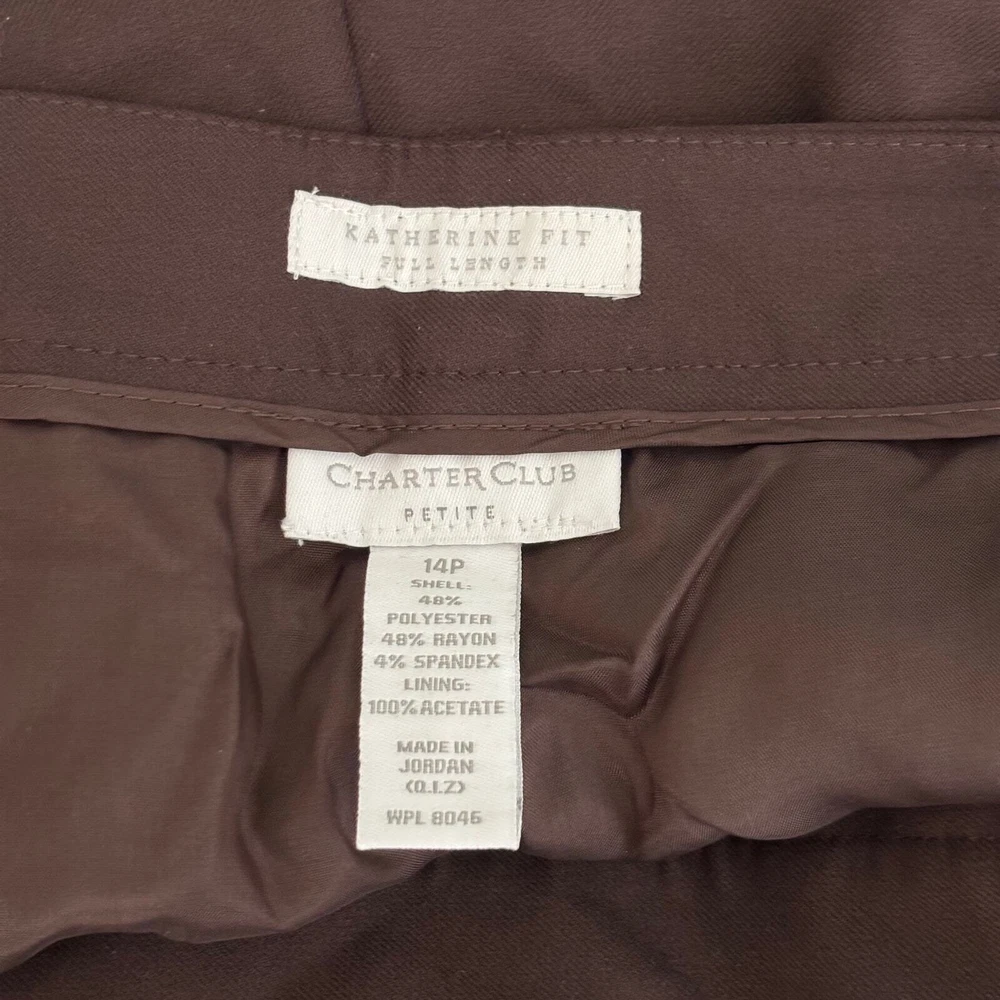 KATHERINE FIT
FULL LENGTH
CHARTER CLUB
PETITE
14P
SHELL:
48%
POLYESTER
48% RAYON
4% SPANDEX
LINING:
100% ACETATE
MADE IN
JORDAN
(Q.I.Z)
WPL 8046